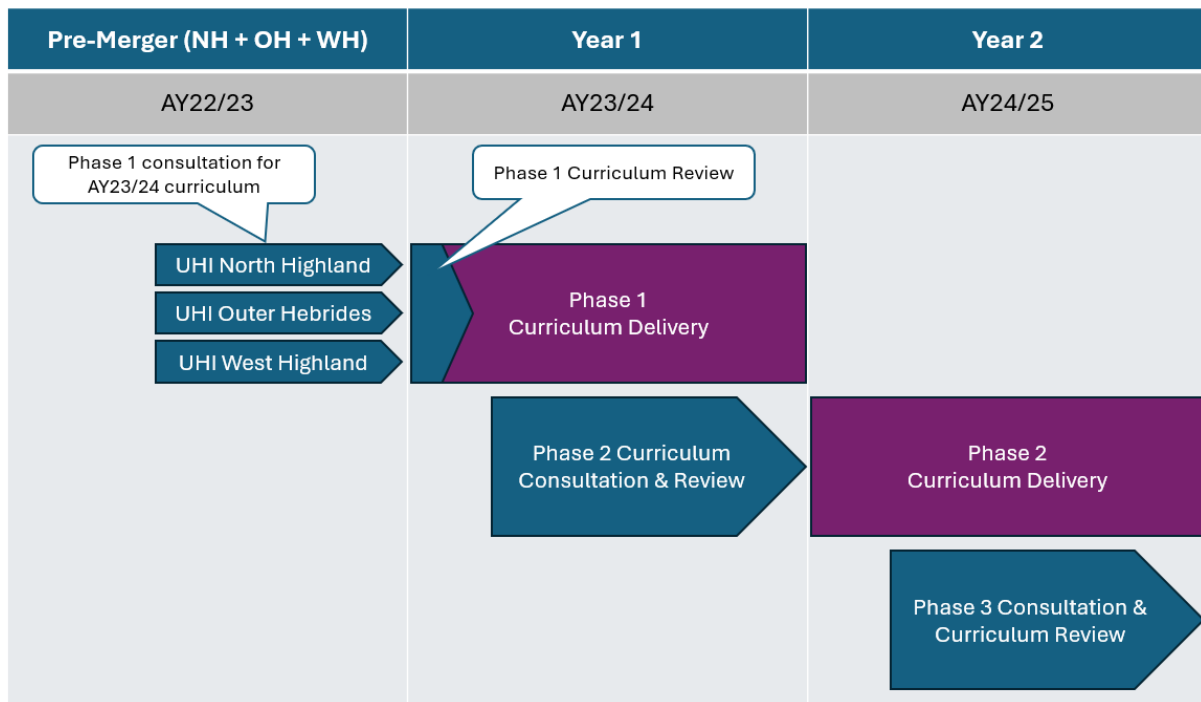 Pre-Merger (NH + OH + WH)
Year 1
Year 2
AY22/23
AY23/24
AY24/25
Phase 1 consultation for
AY23/24 curriculum
Phase 1 Curriculum Review
UHI North Highland
UHI Outer Hebrides
UHI West Highland
Phase 1
Curriculum Delivery
Phase 2 Curriculum
Consultation & Review
Phase 2
Curriculum Delivery
Phase 3 Consultation &
Curriculum Review